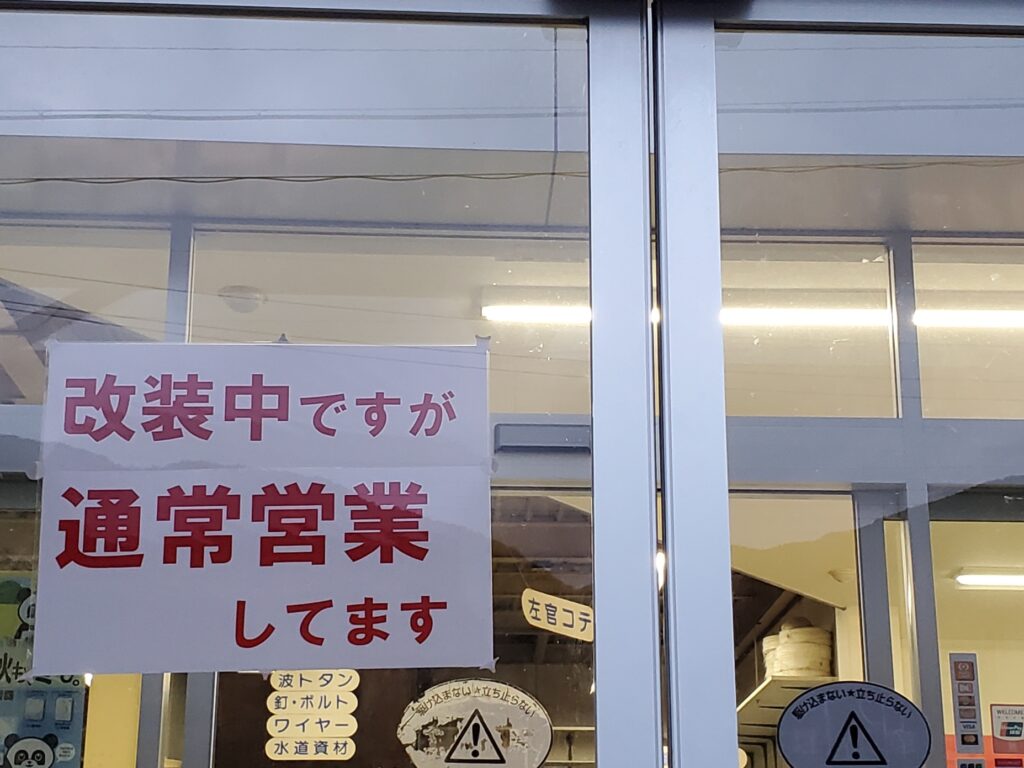 改装中ですが
通常営業
してます
左官コテ
波トタン
釘・ボルト
ワイヤー
水道資材
駆け込まない★立ち止らない
駆け込まない★立ち止らない
VISA
WELCOME